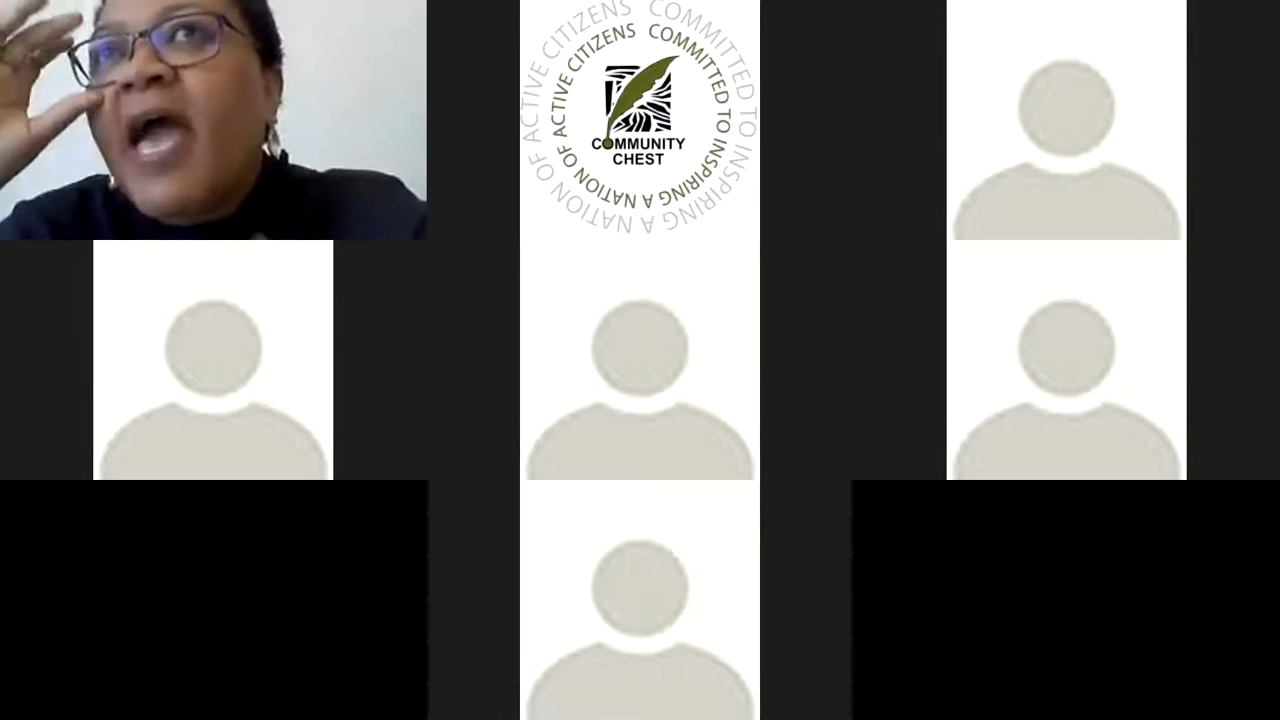 COMMITTED TO INSPIRING A NATION OF ACTIVE CITIZENS
COMMITTED TO INSPIRING A NATION OF ACTIVE CITIZENS
COMMUNITY
CHEST